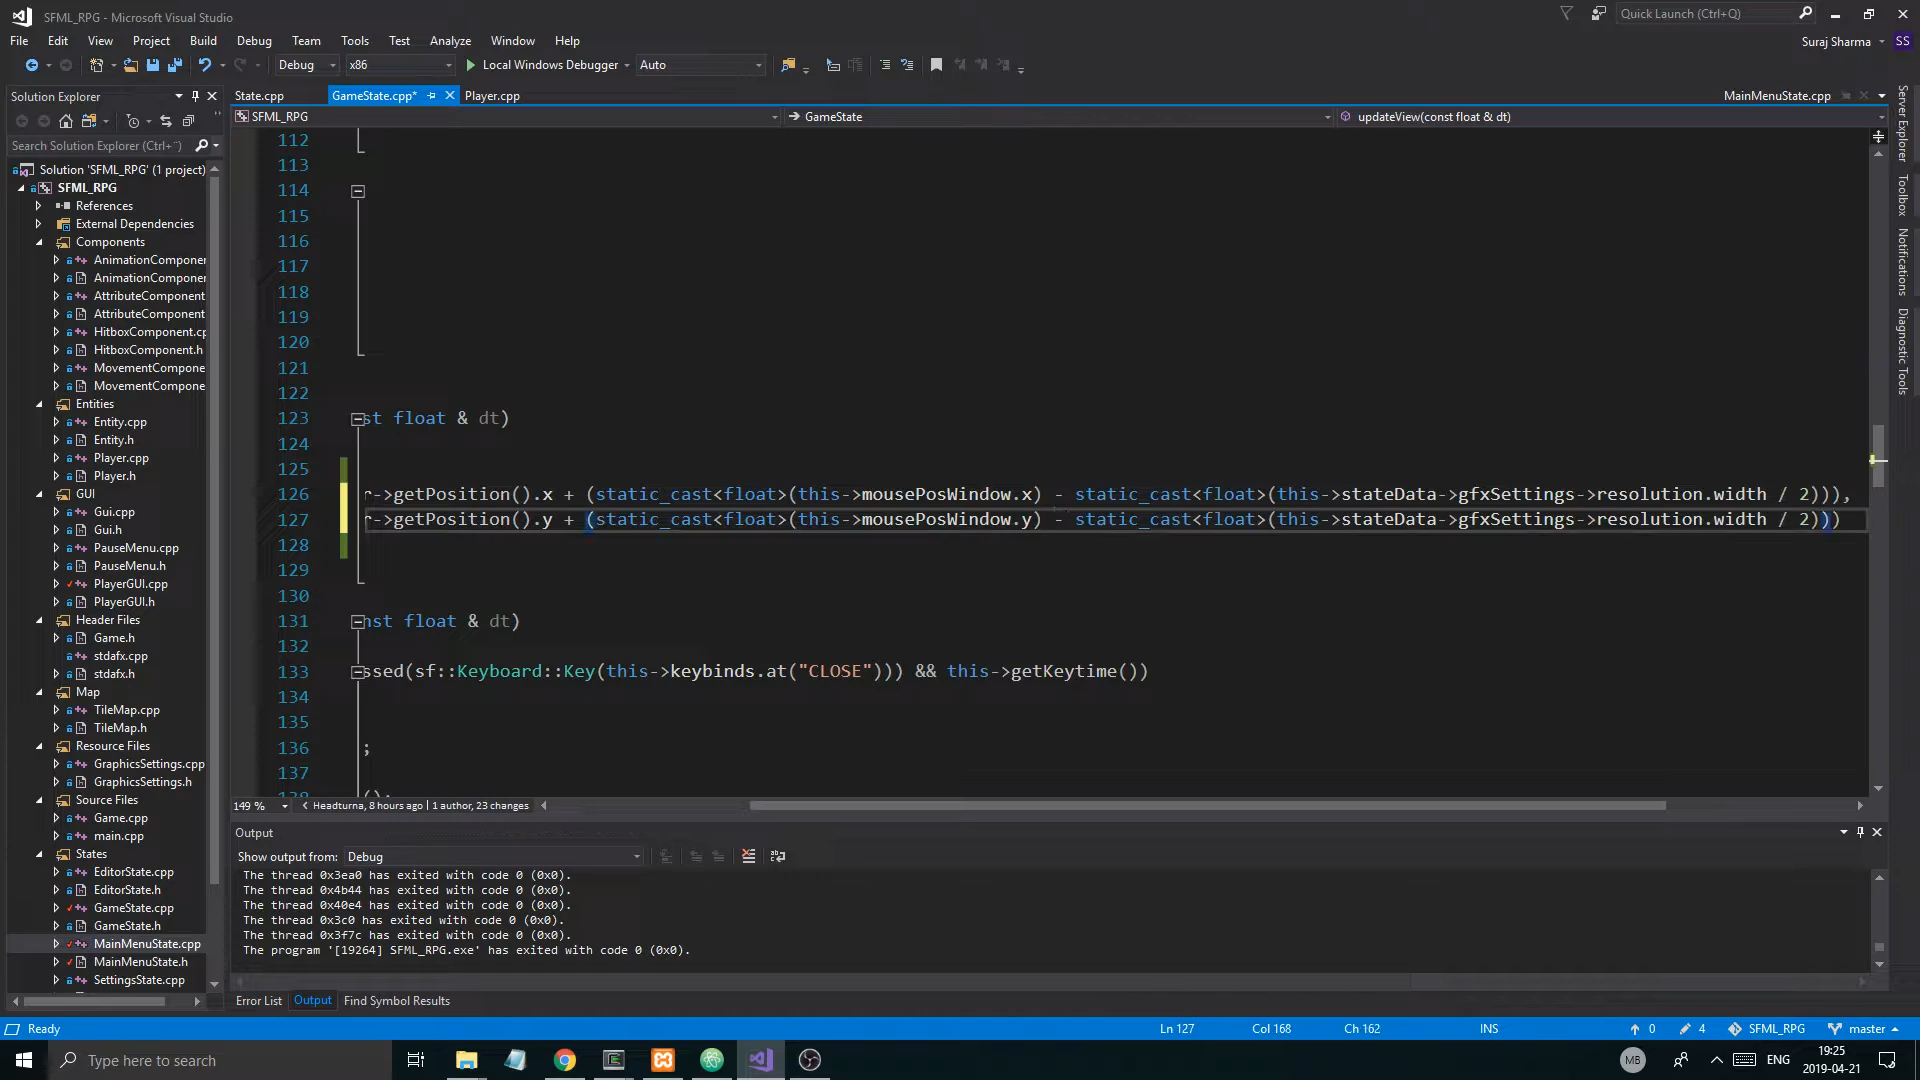 SFML_RPG - Microsoft Visual Studio
Quick Launch (Ctrl+Q)
File Edit View Project Build Debug Team Tools Test Analyze Window Help
Suraj Sharma SS
Debug x86 Local Windows Debugger Auto
Solution Explorer
State.cpp GameState.cpp* Player.cpp MainMenuState.cpp
SFML_RPG GameState updateView(const float & dt)
Search Solution Explorer (Ctrl+¨)
Solution 'SFML_RPG' (1 project)
SFML_RPG
References
External Dependencies
Components
AnimationComponen
AnimationComponen
AttributeComponent
AttributeComponent
HitboxComponent.cp
HitboxComponent.h
MovementCompone
MovementCompone
Entities
Entity.cpp
Entity.h
Player.cpp
Player.h
GUI
Gui.cpp
Gui.h
PauseMenu.cpp
PauseMenu.h
PlayerGUI.cpp
PlayerGUI.h
Header Files
Game.h
stdafx.cpp
stdafx.h
Map
TileMap.cpp
TileMap.h
Resource Files
GraphicsSettings.cpp
GraphicsSettings.h
Source Files
Game.cpp
main.cpp
States
EditorState.cpp
EditorState.h
GameState.cpp
GameState.h
MainMenuState.cpp
MainMenuState.h
SettingsState.cpp
112
113
114
115
116
117
118
119
120
121
122
123 st float & dt)
124
125
126 r->getPosition().x + (static_cast<float>(this->mousePosWindow.x) - static_cast<float>(this->stateData->gfxSettings->resolution.width / 2))),
127 r->getPosition().y + (static_cast<float>(this->mousePosWindow.y) - static_cast<float>(this->stateData->gfxSettings->resolution.width / 2)))
128
129
130
131 nst float & dt)
132
133 ssed(sf::Keyboard::Key(this->keybinds.at("CLOSE"))) && this->getKeytime())
134
135
136 ;
137
138 ();
149 % Headturna, 8 hours ago | 1 author, 23 changes
Output
Show output from: Debug
The thread 0x3ea0 has exited with code 0 (0x0).
The thread 0x4b44 has exited with code 0 (0x0).
The thread 0x40e4 has exited with code 0 (0x0).
The thread 0x3c0 has exited with code 0 (0x0).
The thread 0x3f7c has exited with code 0 (0x0).
The program '[19264] SFML_RPG.exe' has exited with code 0 (0x0).
Error List Output Find Symbol Results
Server Explorer
Toolbox
Notifications
Diagnostic Tools
Ready Ln 127 Col 168 Ch 162 INS 0 4 SFML_RPG master
Type here to search
MB ENG 19:25
2019-04-21